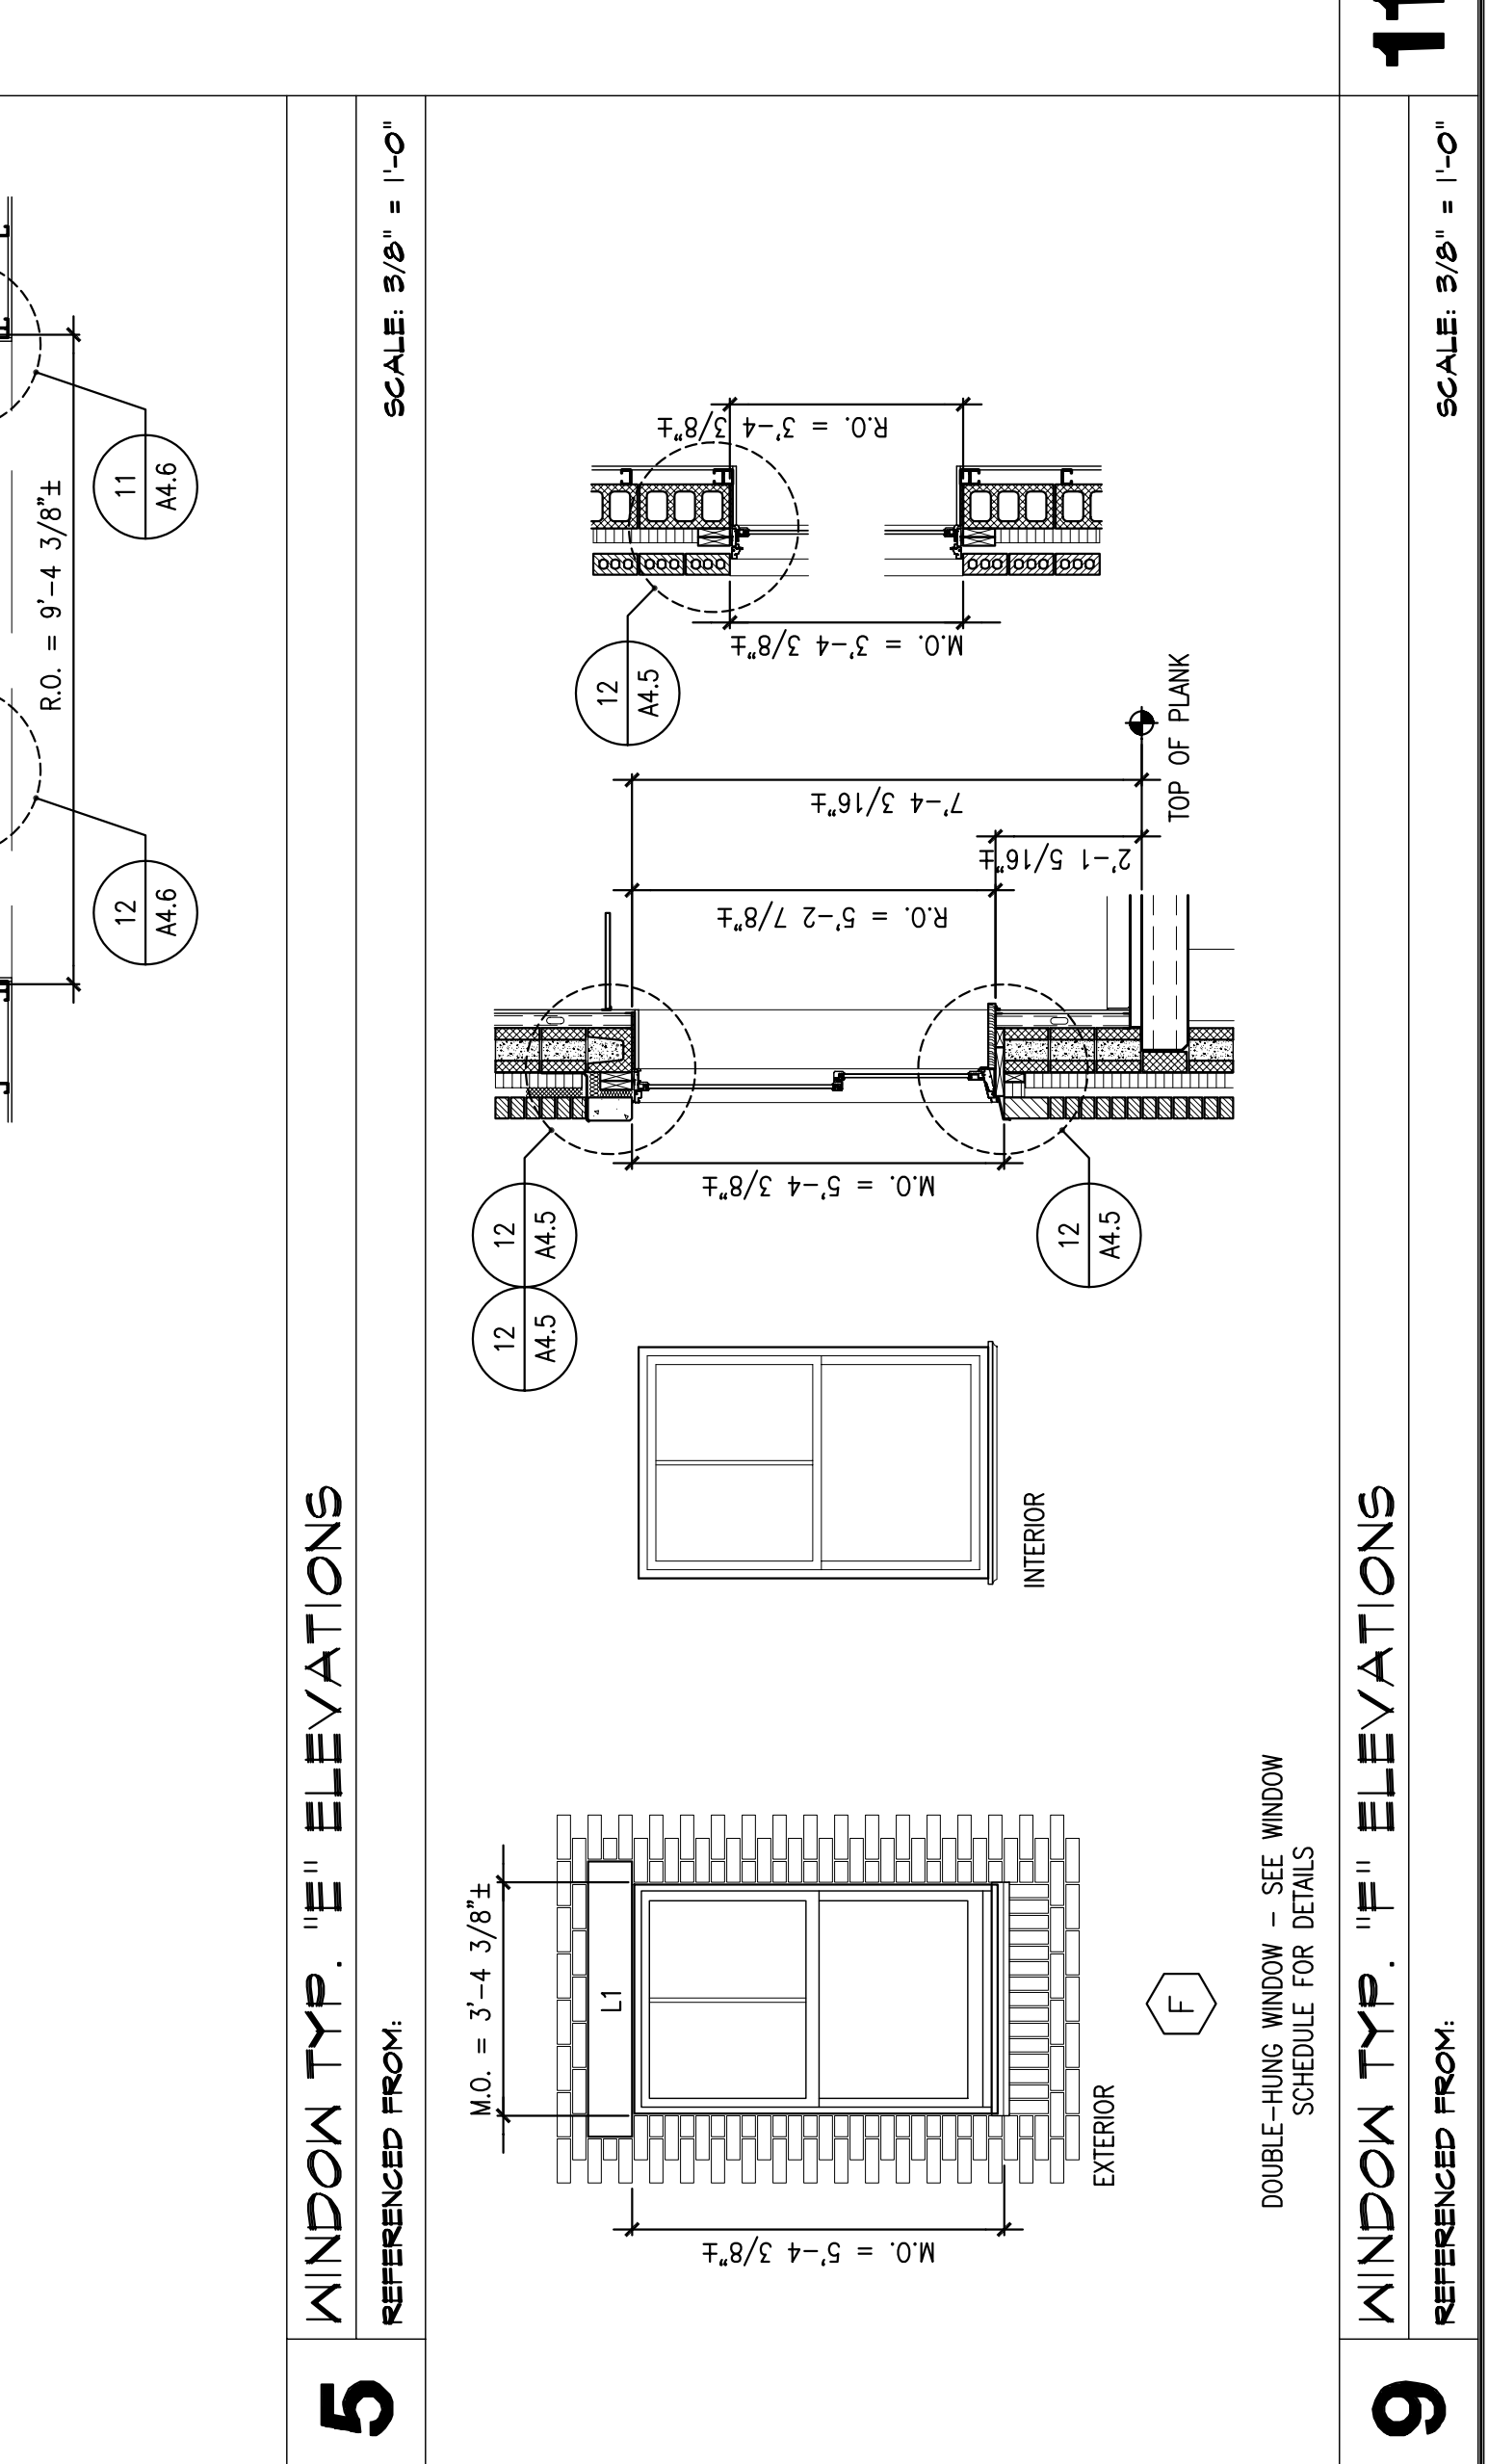 R.O. = 9'-4 3/8"±
12
A4.6
11
A4.6
5
WINDOW TYP. "E" ELEVATIONS
REFERENCED FROM:
SCALE: 3/8" = 1'-0"
M.O. = 3'-4 3/8"±
L1
M.O. = 5'-4 3/8"±
EXTERIOR
F
DOUBLE-HUNG WINDOW - SEE WINDOW
SCHEDULE FOR DETAILS
INTERIOR
12
A4.5
12
A4.5
M.O. = 5'-4 3/8"±
12
A4.5
R.O. = 5'-2 7/8"±
2'-1 5/16"±
7'-4 3/16"±
TOP OF PLANK
12
A4.5
M.O. = 3'-4 3/8"±
R.O. = 3'-4 3/8"±
9
WINDOW TYP. "F" ELEVATIONS
REFERENCED FROM:
SCALE: 3/8" = 1'-0"
11